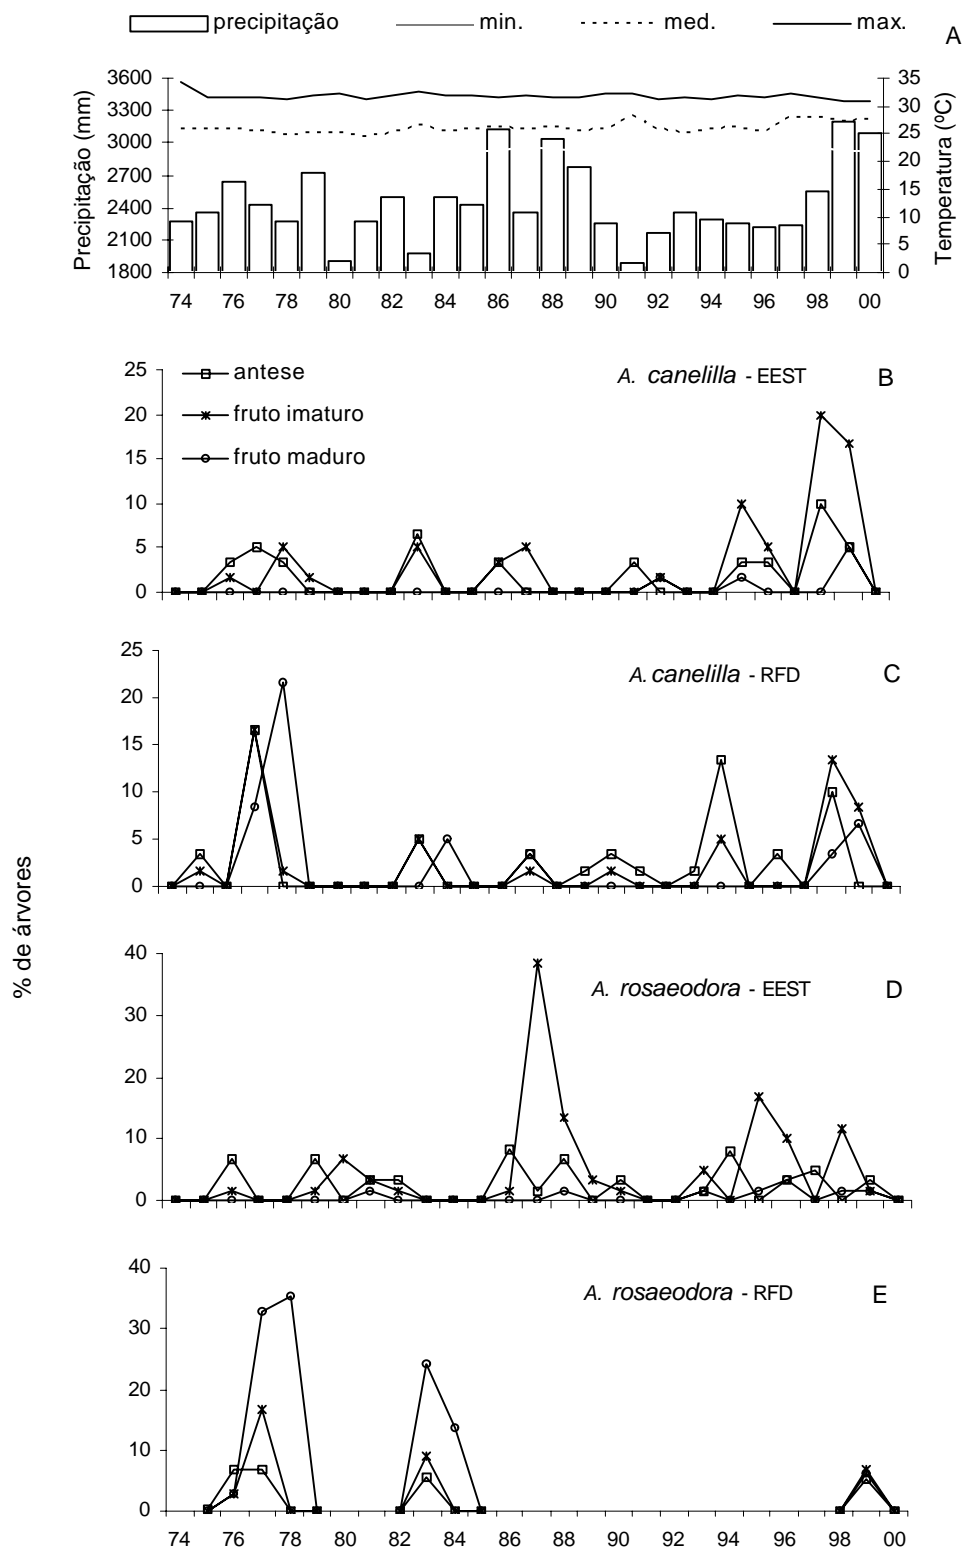 precipitação min. med. max.
A
Precipitação (mm)
3600
3300
3000
2700
2400
2100
1800
35
30
25
20
15
10
5
0
Temperatura (ºC)
74 76 78 80 82 84 86 88 90 92 94 96 98 00
% de árvores
25
20
15
10
5
0
antese
fruto imaturo
fruto maduro
A. canelilla - EEST B
25
20
15
10
5
0
A. canelilla - RFD C
40
30
20
10
0
A. rosaeodora - EEST D
40
30
20
10
0
A. rosaeodora - RFD E
74 76 78 80 82 84 86 88 90 92 94 96 98 00